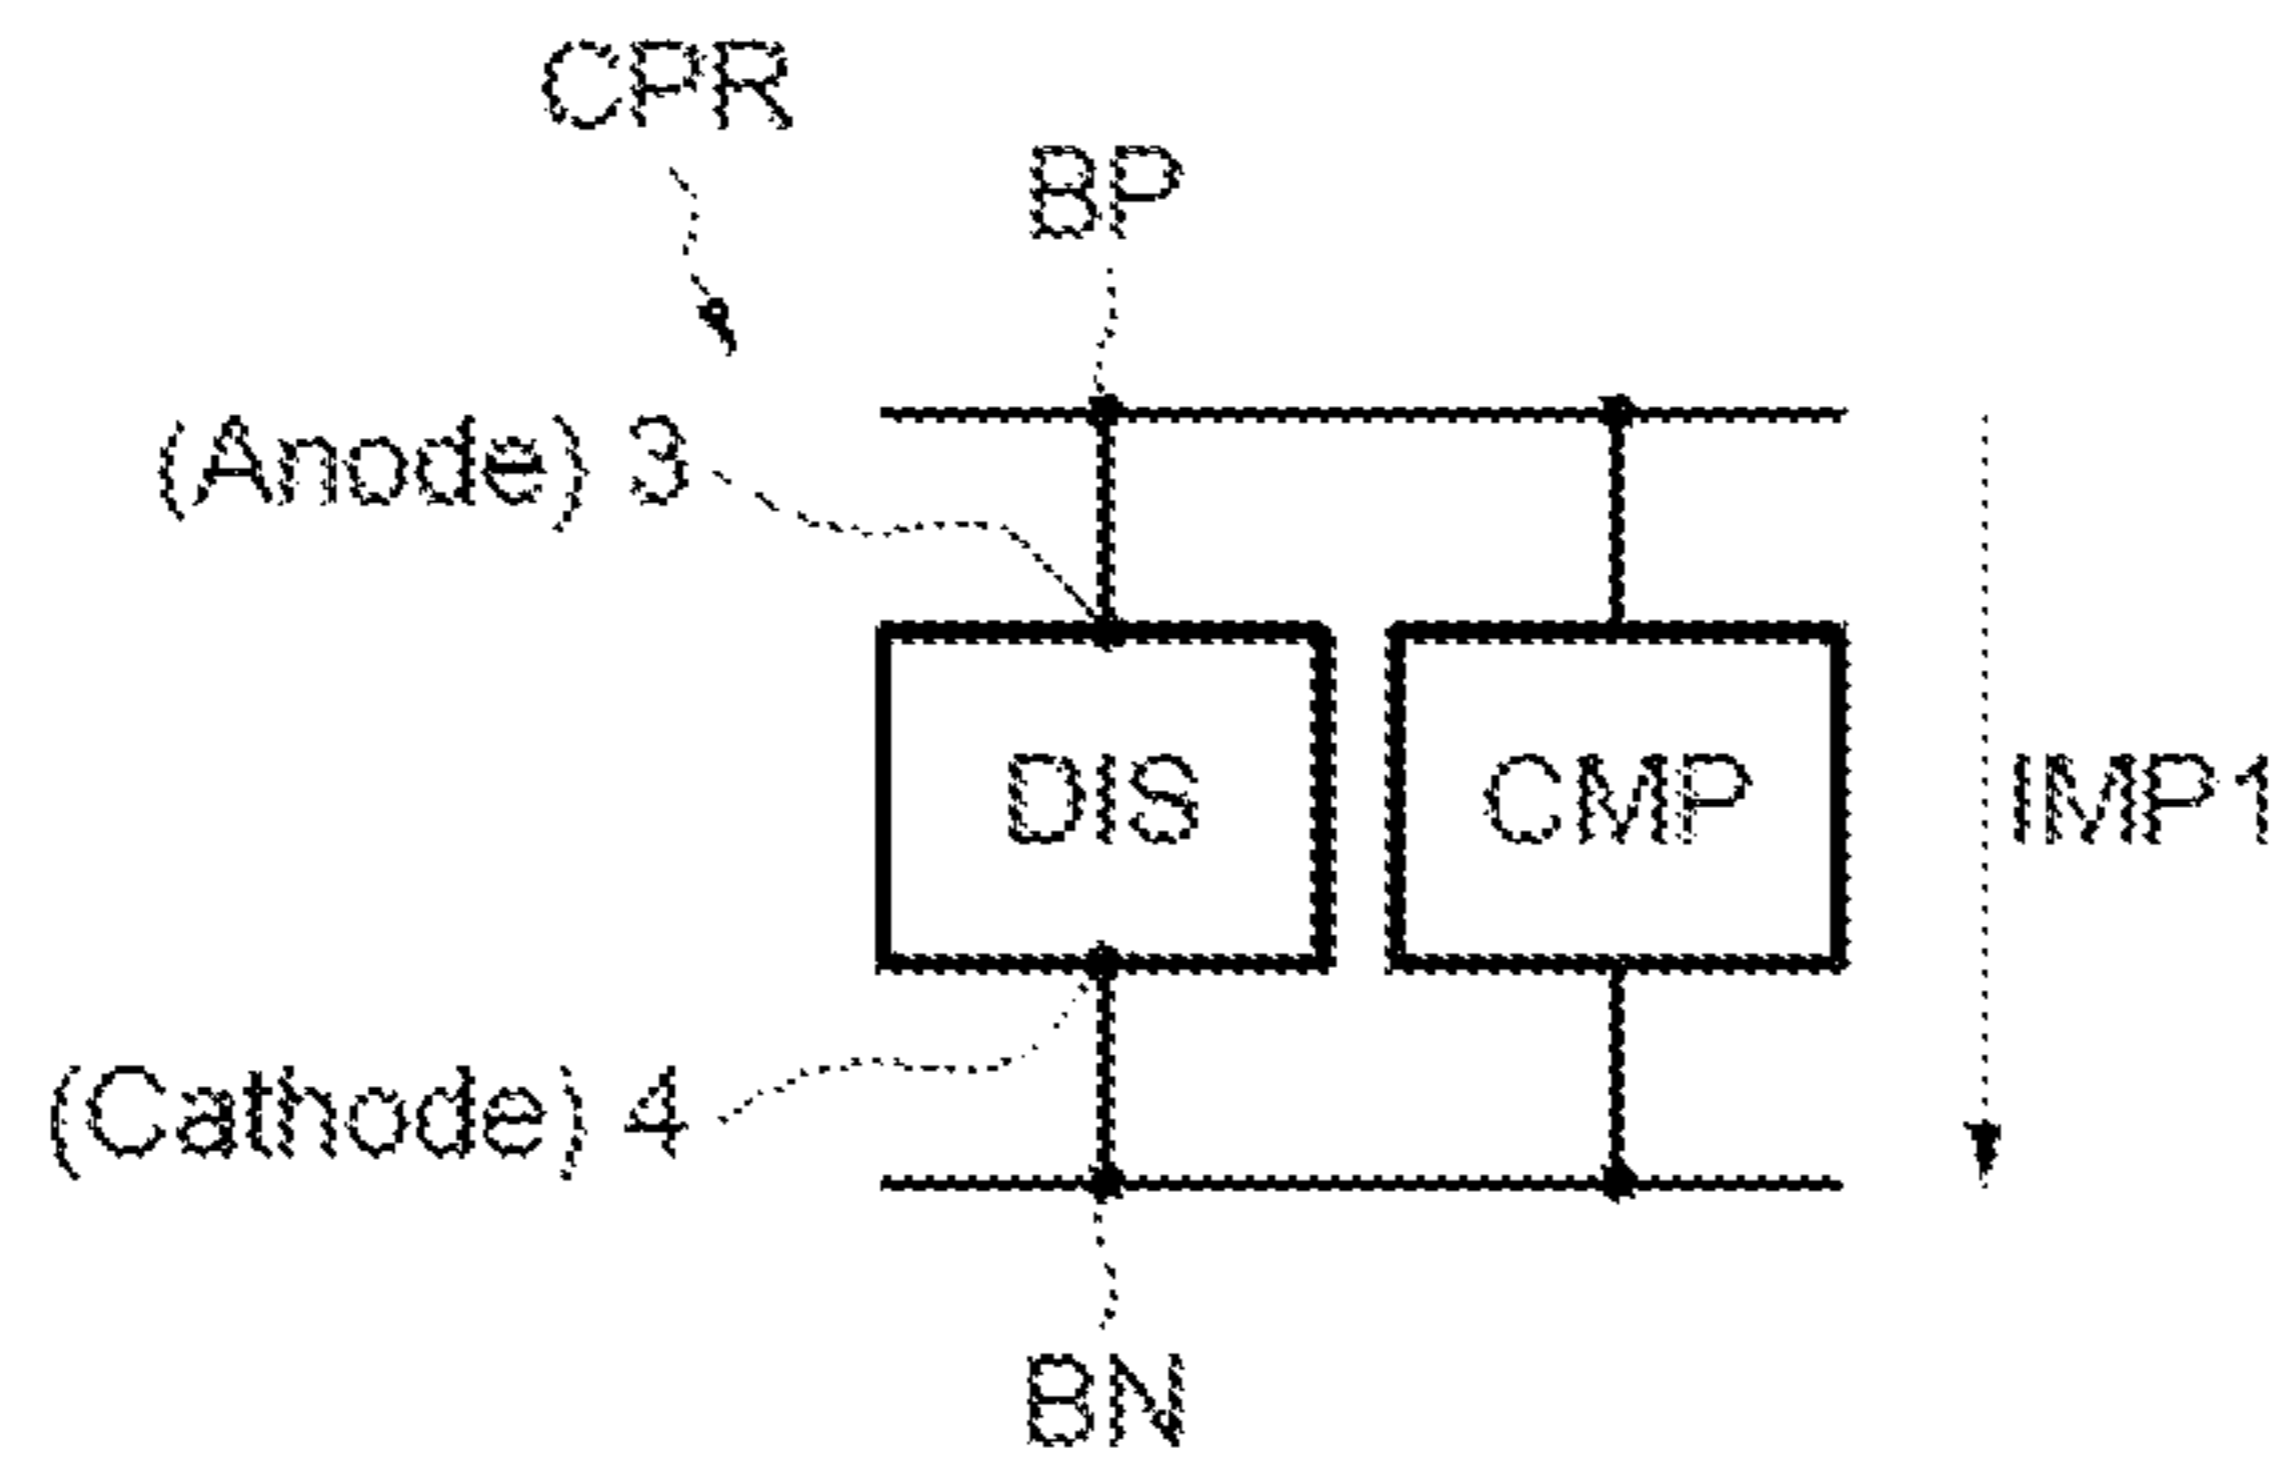 CPR
BP
(Anode) 3
DIS
CMP
IMP1
(Cathode) 4
BN